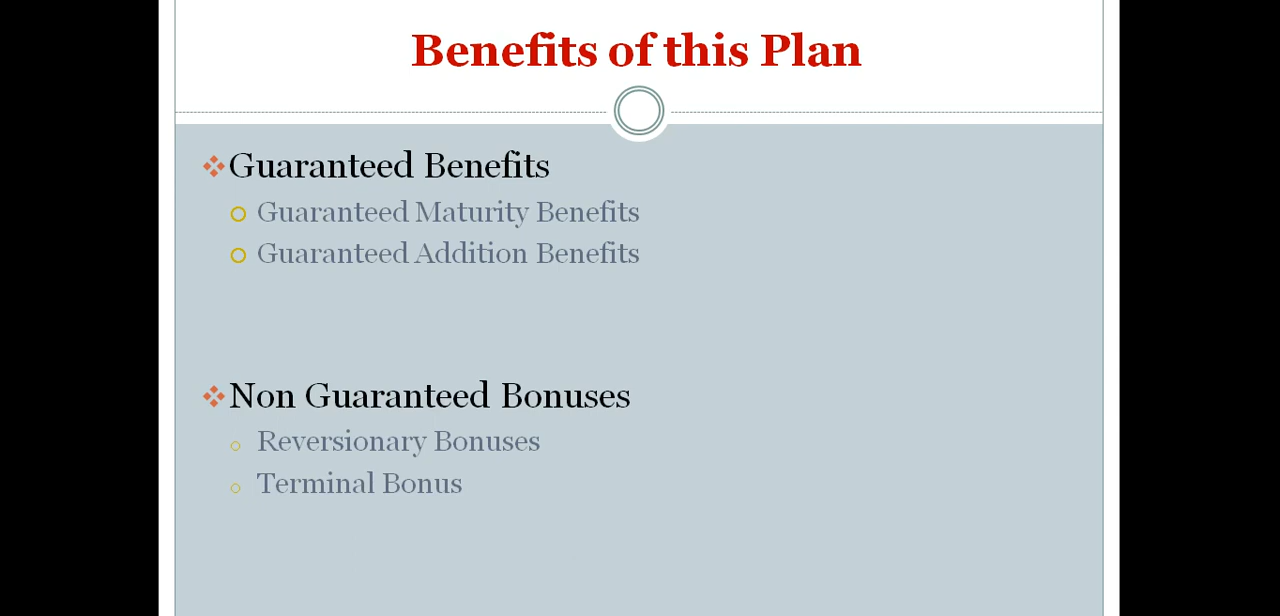 Benefits of this Plan
Guaranteed Benefits
Guaranteed Maturity Benefits
Guaranteed Addition Benefits
Non Guaranteed Bonuses
Reversionary Bonuses
Terminal Bonus